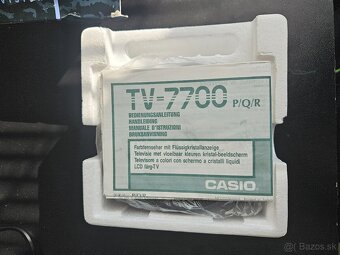 TV-7700 P/Q/R
BEDIENUNGSANLEITUNG
HANDLEIDING
MANUALE D'ISTRUZIONI
BRUKSANVISNING
Farbfernseher mit Flüssigkristallanzeige
Televisie met vloeibaar kleuren kristal-beeldscherm
Televisore a colori con schermo a cristalli liquidi
LCD färg-TV
CASIO
Bazos.sk